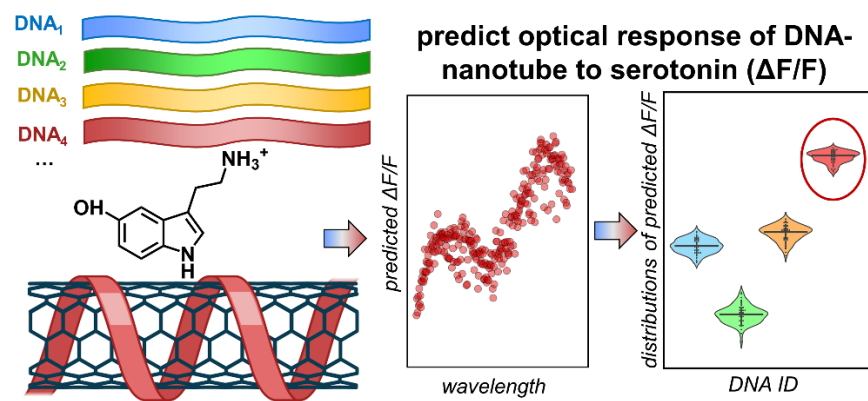 DNA₁
DNA₂
DNA₃
DNA₄
...
NH₃⁺
OH
N
H
predict optical response of DNA-
nanotube to serotonin (ΔF/F)
predicted ΔF/F
wavelength
distributions of predicted ΔF/F
DNA ID